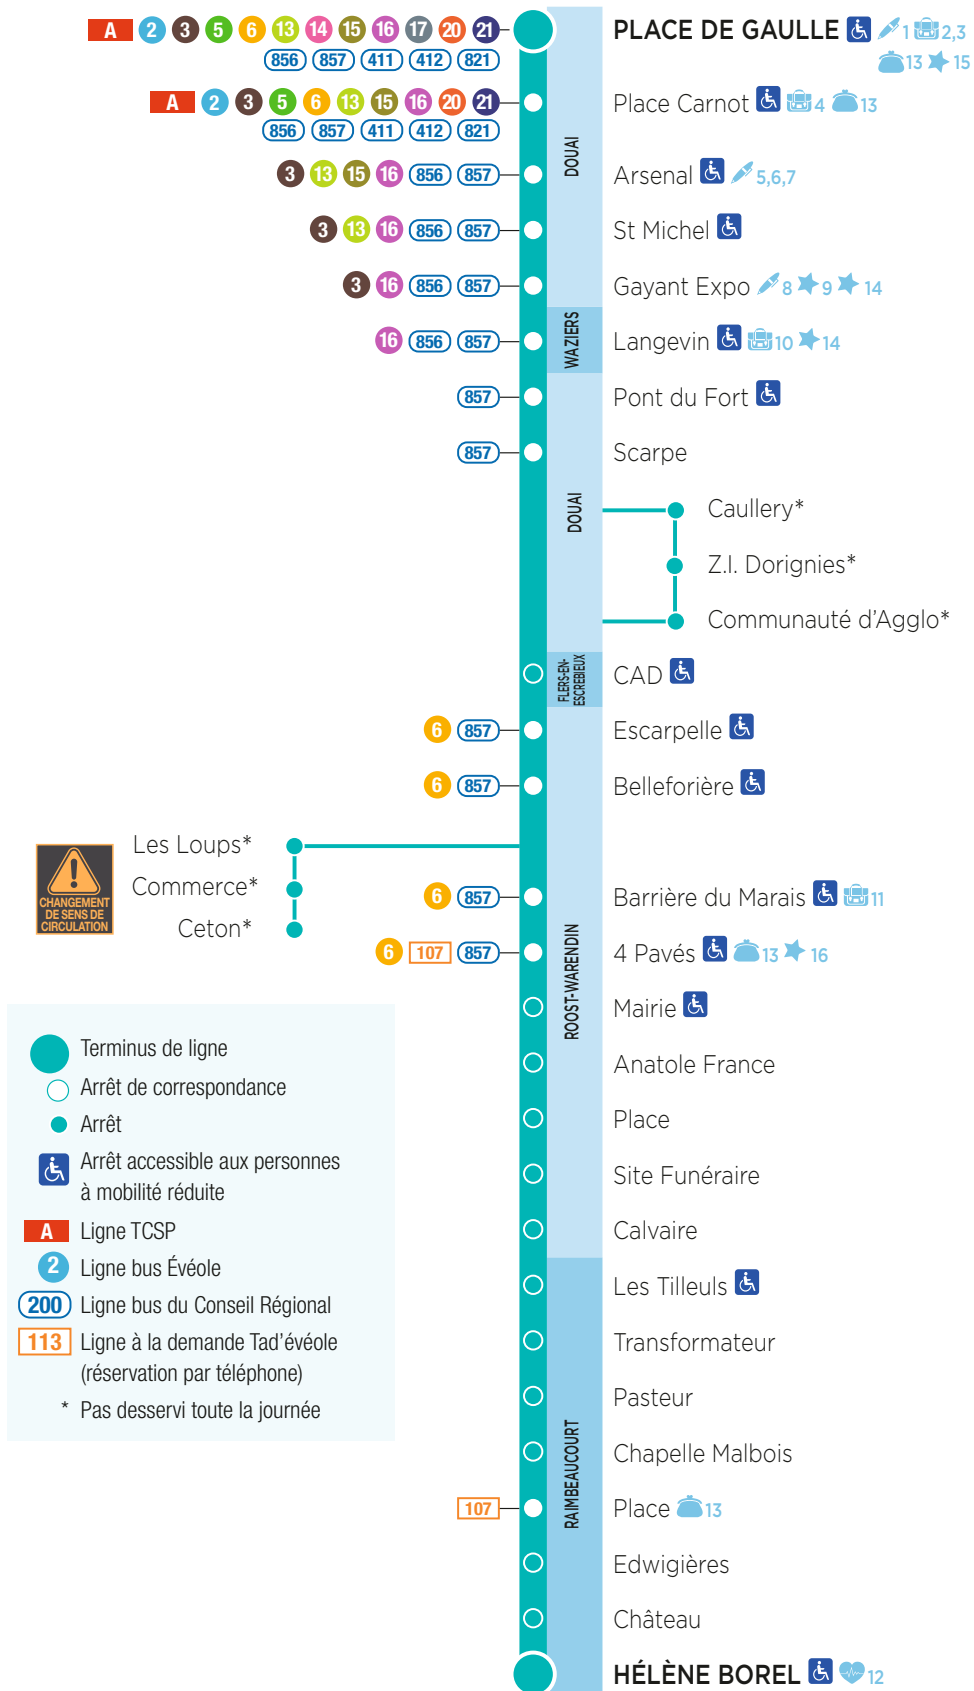 A 2 3 5 6 13 14 15 16 17 20 21 PLACE DE GAULLE 1 2,3
856 857 411 412 821 13 15
A 2 3 5 6 13 15 16 20 21 Place Carnot 4 13
856 857 411 412 821
DOUAI
3 13 15 16 856 857 Arsenal 5,6,7
3 13 16 856 857 St Michel
3 16 856 857 Gayant Expo 8 9 14
WAZIERS
16 856 857 Langevin 10 14
857 Pont du Fort
857 Scarpe
DOUAI
Caullery*
Z.I. Dorignies*
Communauté d'Agglo*
FLERS-EN-
ESCREBIEUX
CAD
6 857 Escarpelle
6 857 Belleforière
Les Loups*
Commerce*
Ceton*
CHANGEMENT
DE SENS DE
CIRCULATION
6 857 Barrière du Marais 11
6 107 857 4 Pavés 13 16
ROOST-WARENDIN
Mairie
Anatole France
Place
Site Funéraire
Calvaire
Les Tilleuls
Transformateur
Pasteur
Chapelle Malbois
RAIMBEAUCOURT
107 Place 13
Edwigières
Château
HÉLÈNE BOREL 12
Terminus de ligne
Arrêt de correspondance
Arrêt
Arrêt accessible aux personnes
à mobilité réduite
A Ligne TCSP
2 Ligne bus Évéole
200 Ligne bus du Conseil Régional
113 Ligne à la demande Tad'évéole
(réservation par téléphone)
* Pas desservi toute la journée